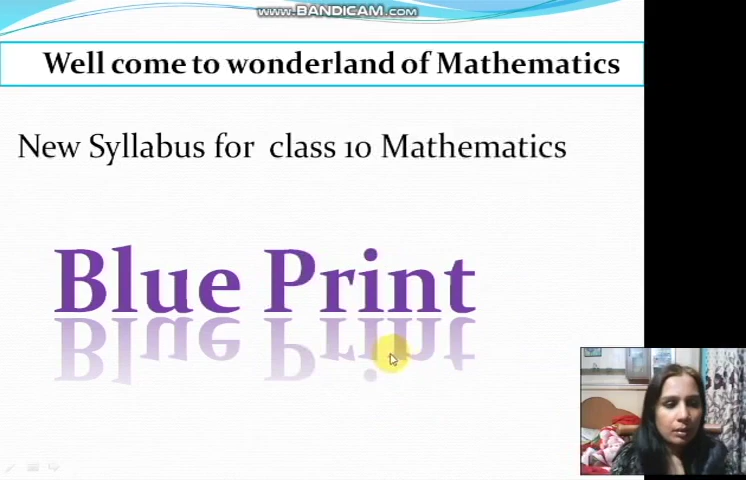 www.BANDICAM.com
Well come to wonderland of Mathematics
New Syllabus for class 10 Mathematics
Blue Print